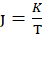 J = K/T